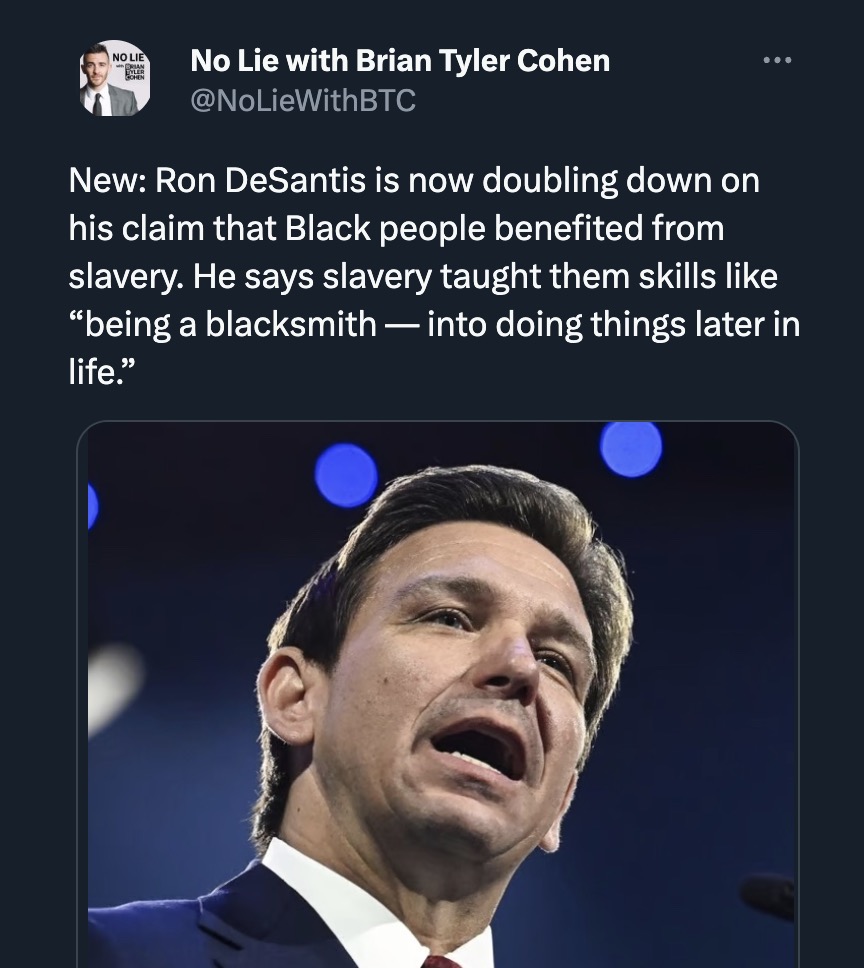 NO LIE
with BRIAN
TYLER
COHEN
No Lie with Brian Tyler Cohen
@NoLieWithBTC
New: Ron DeSantis is now doubling down on
his claim that Black people benefited from
slavery. He says slavery taught them skills like
“being a blacksmith — into doing things later in
life.”